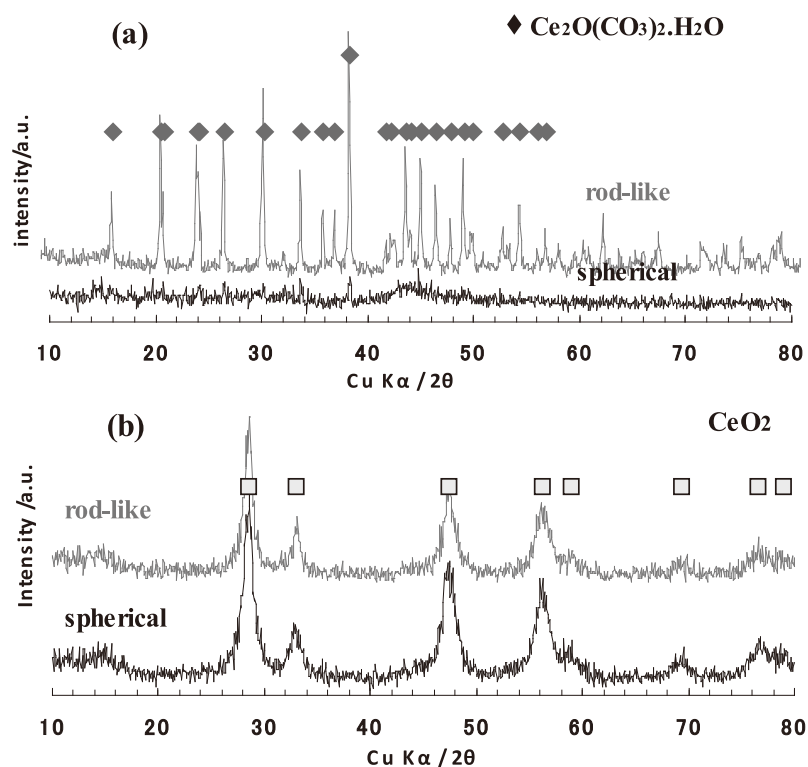 (a)
◆ Ce2O(CO3)2.H2O
intensity/a.u.
rod-like
spherical
10 20 30 40 50 60 70 80
Cu Kα / 2θ
(b)
CeO2
Intensity /a.u.
rod-like
spherical
10 20 30 40 50 60 70 80
Cu Kα / 2θ